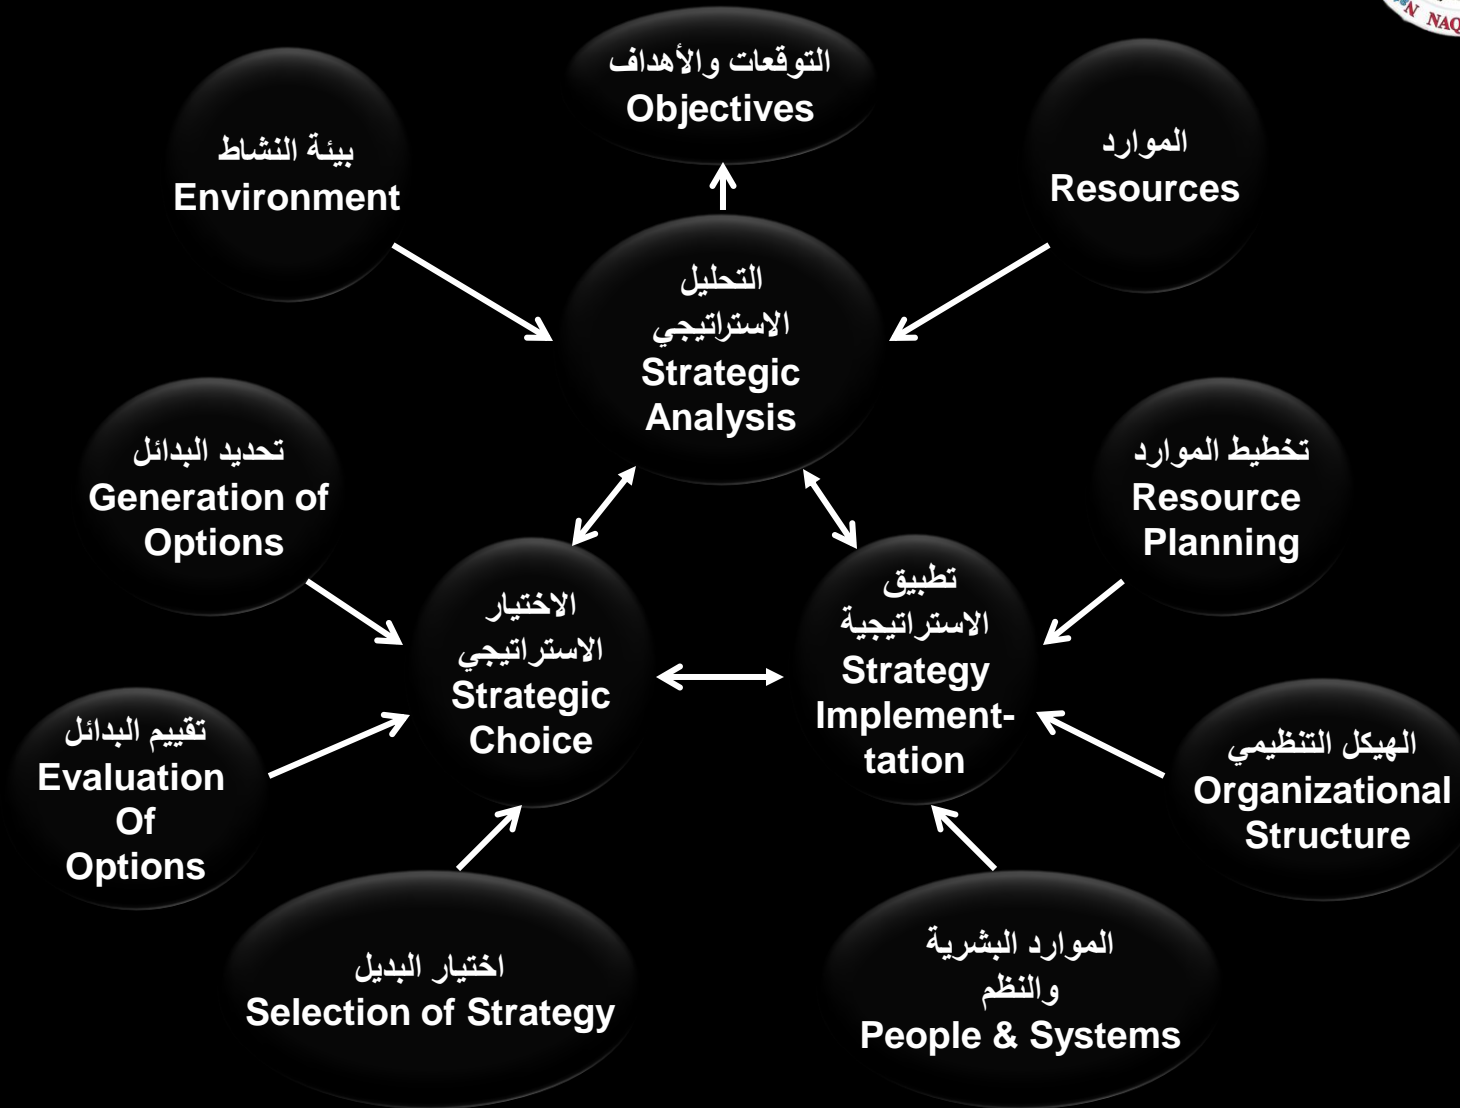 التوقعات والأهداف
Objectives
بيئة النشاط
Environment
الموارد
Resources
التحليل
الاستراتيجي
Strategic
Analysis
تحديد البدائل
Generation of
Options
تخطيط الموارد
Resource
Planning
الاختيار
الاستراتيجي
Strategic
Choice
تطبيق
الاستراتيجية
Strategy
Implement-
tation
تقييم البدائل
Evaluation
Of
Options
الهيكل التنظيمي
Organizational
Structure
اختيار البديل
Selection of Strategy
الموارد البشرية
والنظم
People & Systems